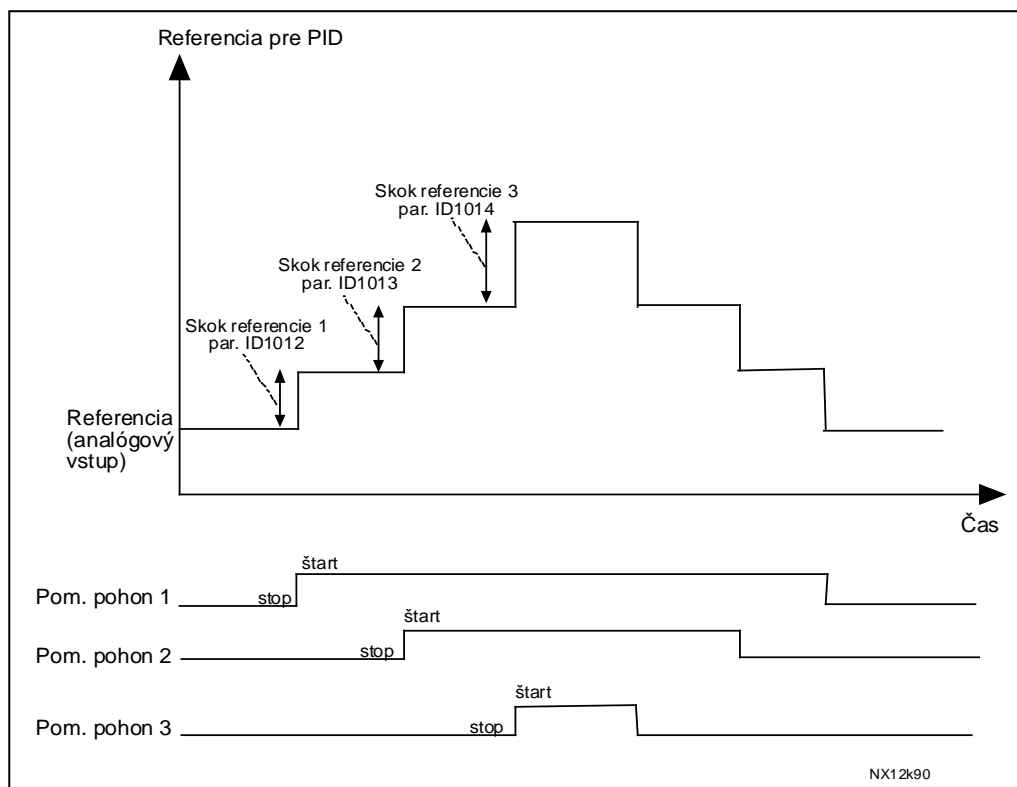 Referencia pre PID
Skok referencie 3
par. ID1014
Skok referencie 2
par. ID1013
Skok referencie 1
par. ID1012
Referencia
(analógový
vstup)
Čas
štart
Pom. pohon 1
stop
štart
Pom. pohon 2
stop
štart
Pom. pohon 3
stop
NX12k90